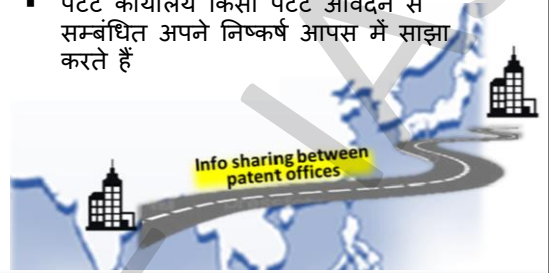 ▪ पेटेंट कार्यालय किसी पेटेंट आवेदन से
सम्बंधित अपने निष्कर्ष आपस में साझा
करते हैं
Info sharing between
patent offices